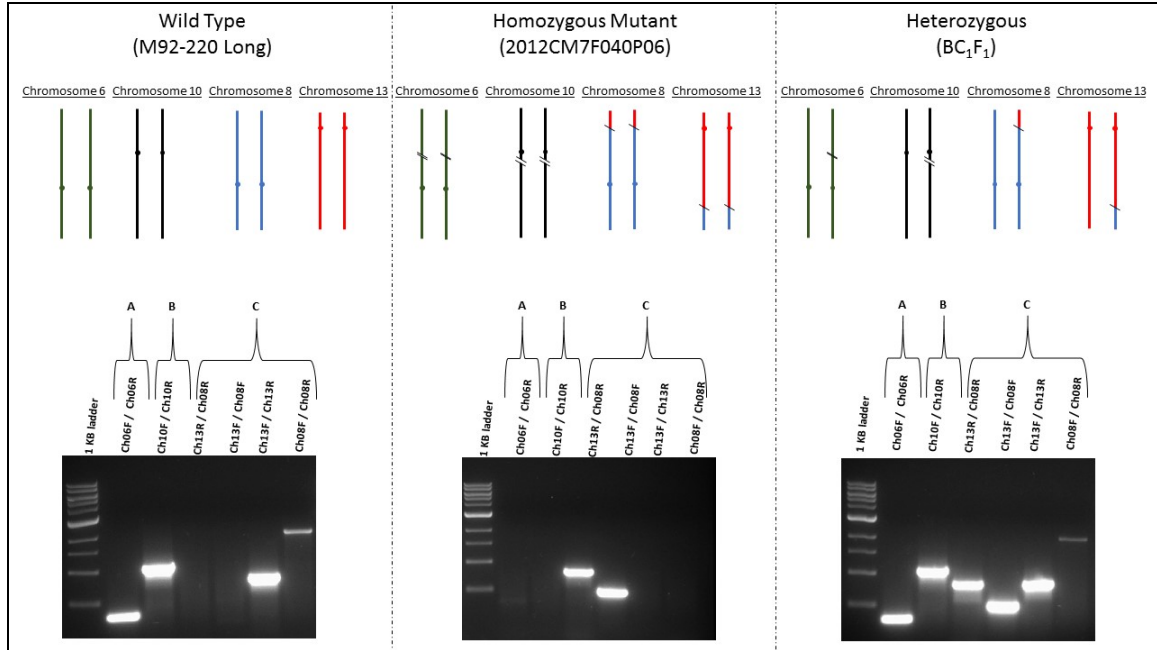 Wild Type
(M92-220 Long)
Chromosome 6 Chromosome 10 Chromosome 8 Chromosome 13
A B C
1 KB ladder
Ch06F / Ch06R
Ch10F / Ch10R
Ch13R / Ch08R
Ch13F / Ch08F
Ch13F / Ch13R
Ch08F / Ch08R
Homozygous Mutant
(2012CM7F040P06)
Chromosome 6 Chromosome 10 Chromosome 8 Chromosome 13
A B C
1 KB ladder
Ch06F / Ch06R
Ch10F / Ch10R
Ch13R / Ch08R
Ch13F / Ch08F
Ch13F / Ch13R
Ch08F / Ch08R
Heterozygous
(BC₁F₁)
Chromosome 6 Chromosome 10 Chromosome 8 Chromosome 13
A B C
1 KB ladder
Ch06F / Ch06R
Ch10F / Ch10R
Ch13R / Ch08R
Ch13F / Ch08F
Ch13F / Ch13R
Ch08F / Ch08R